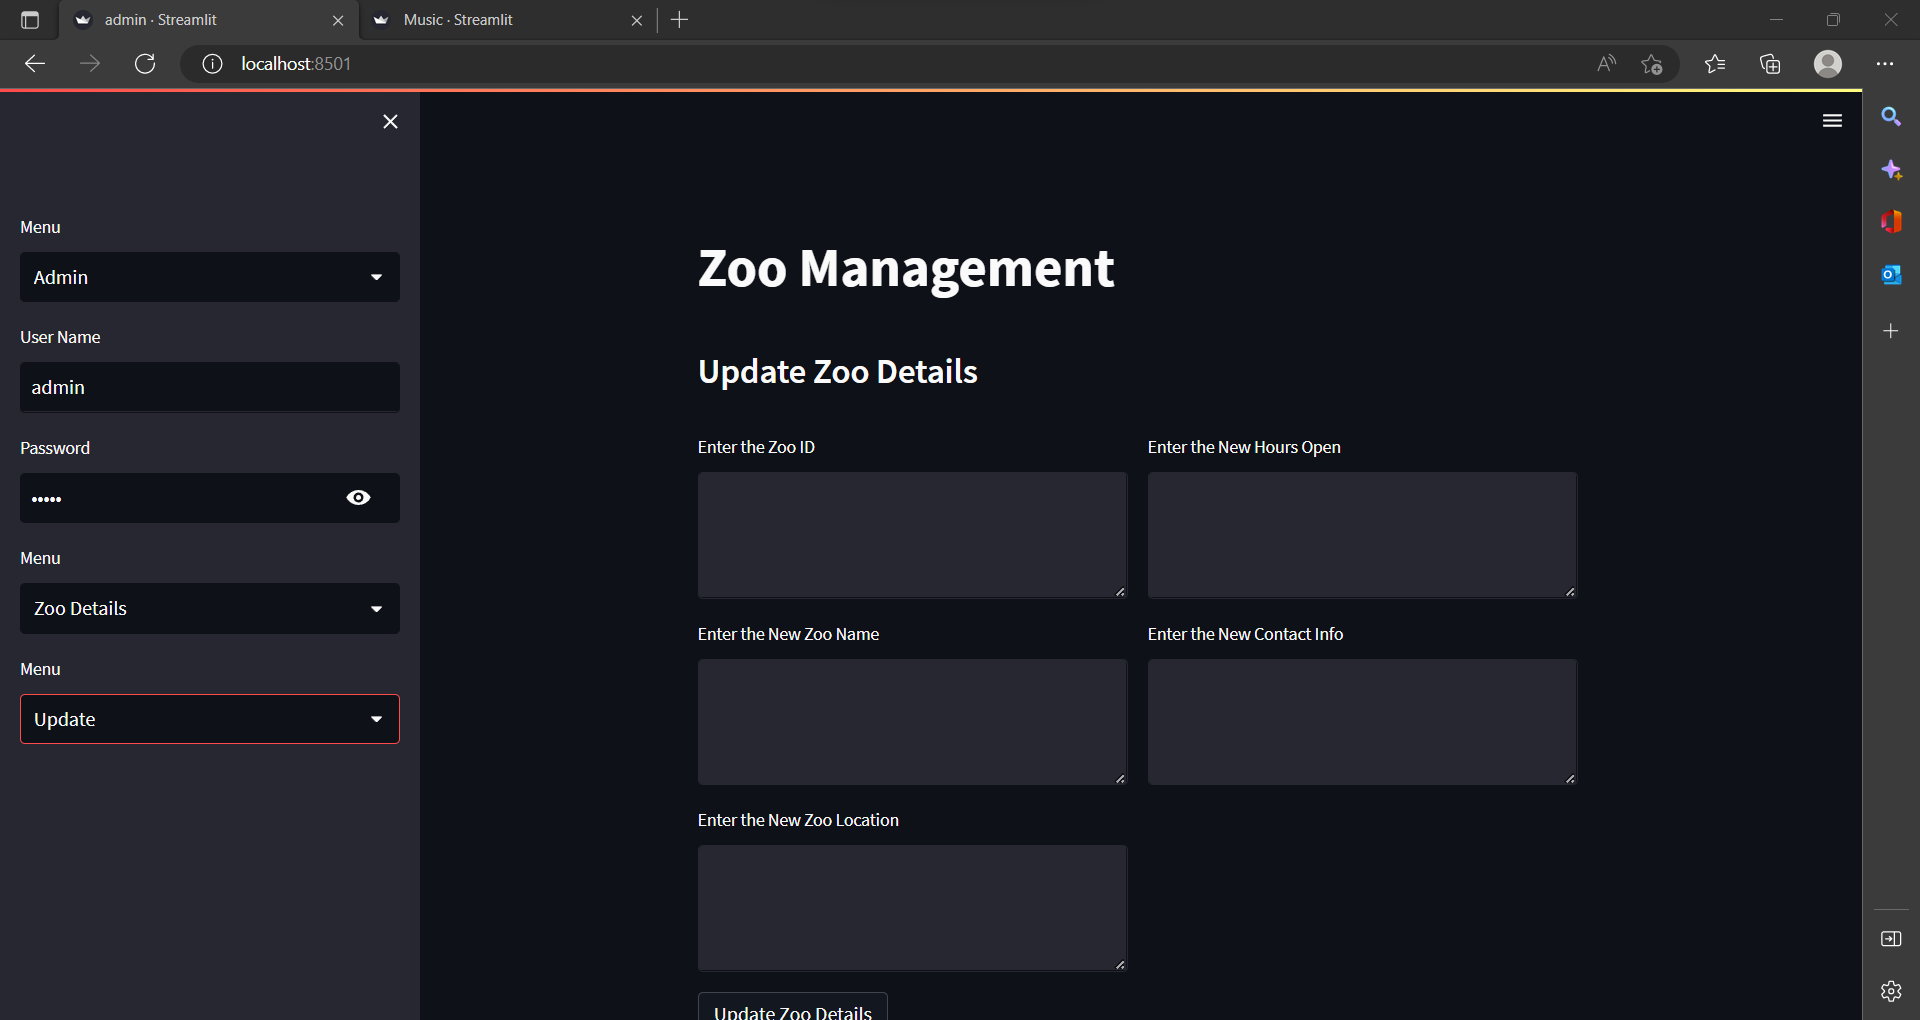 admin · Streamlit
Music · Streamlit
localhost:8501
Menu
Admin
User Name
admin
Password
•••••
Menu
Zoo Details
Menu
Update
Zoo Management
Update Zoo Details
Enter the Zoo ID
Enter the New Hours Open
Enter the New Zoo Name
Enter the New Contact Info
Enter the New Zoo Location
Update Zoo Details